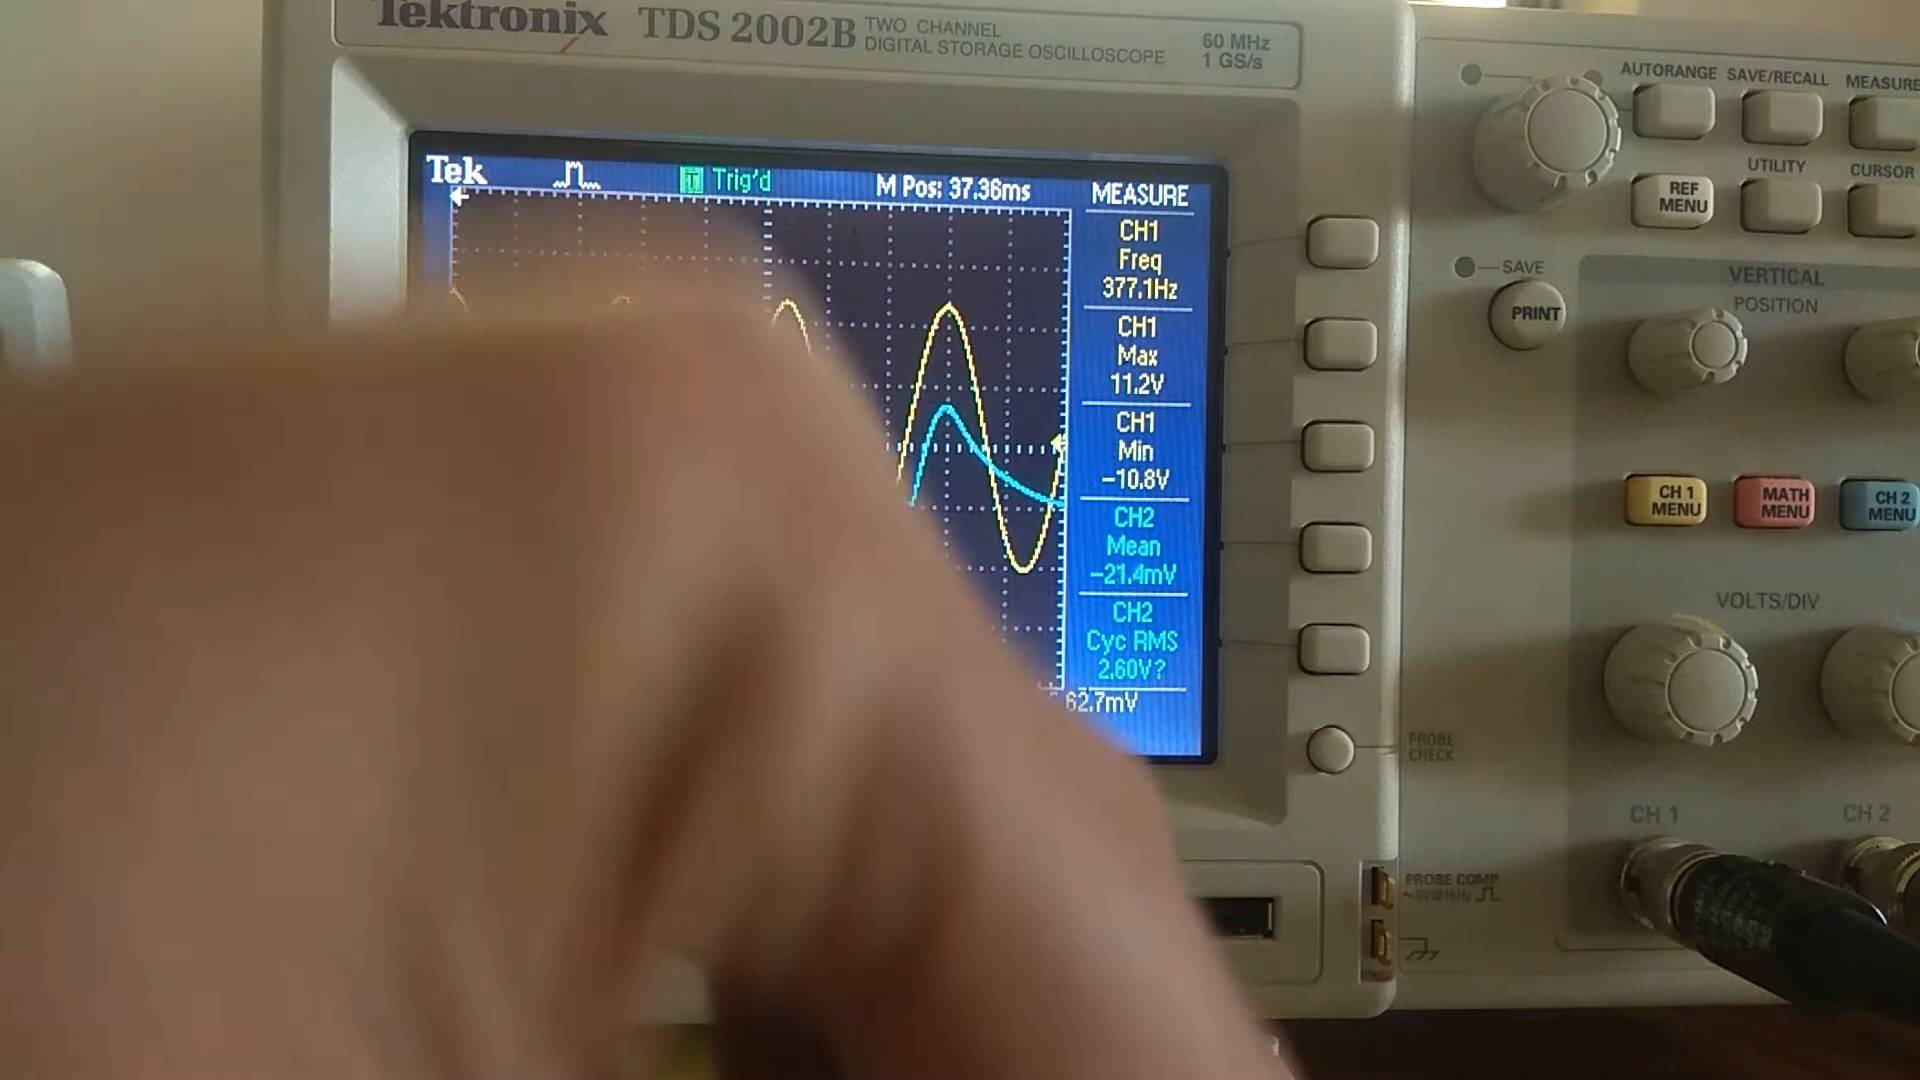 Tektronix TDS 2002B TWO CHANNEL
DIGITAL STORAGE OSCILLOSCOPE
60 MHz
1 GS/s
Tek Trig'd M Pos: 37.36ms MEASURE
CH1
Freq
377.1Hz
CH1
Max
11.2V
CH1
Min
-10.8V
CH2
Mean
-21.4mV
CH2
Cyc RMS
2.60V?
62.7mV
AUTORANGE SAVE/RECALL MEASURE
UTILITY CURSOR
REF
MENU
SAVE
PRINT
VERTICAL
POSITION
CH 1
MENU
MATH
MENU
CH 2
MENU
VOLTS/DIV
PROBE
CHECK
CH 1 CH 2
PROBE COMP
~5V@1kHz